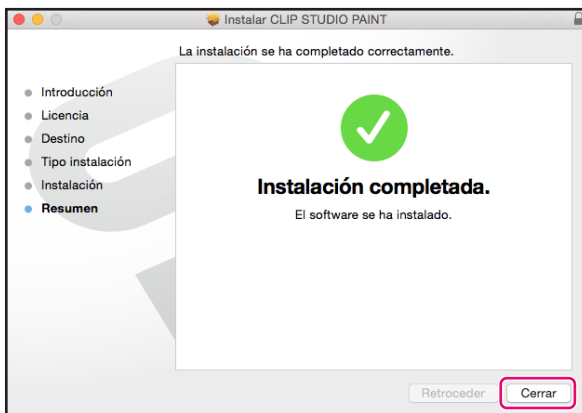 Instalar CLIP STUDIO PAINT
La instalación se ha completado correctamente.
Introducción
Licencia
Destino
Tipo instalación
Instalación
Resumen
Instalación completada.
El software se ha instalado.
Retroceder
Cerrar